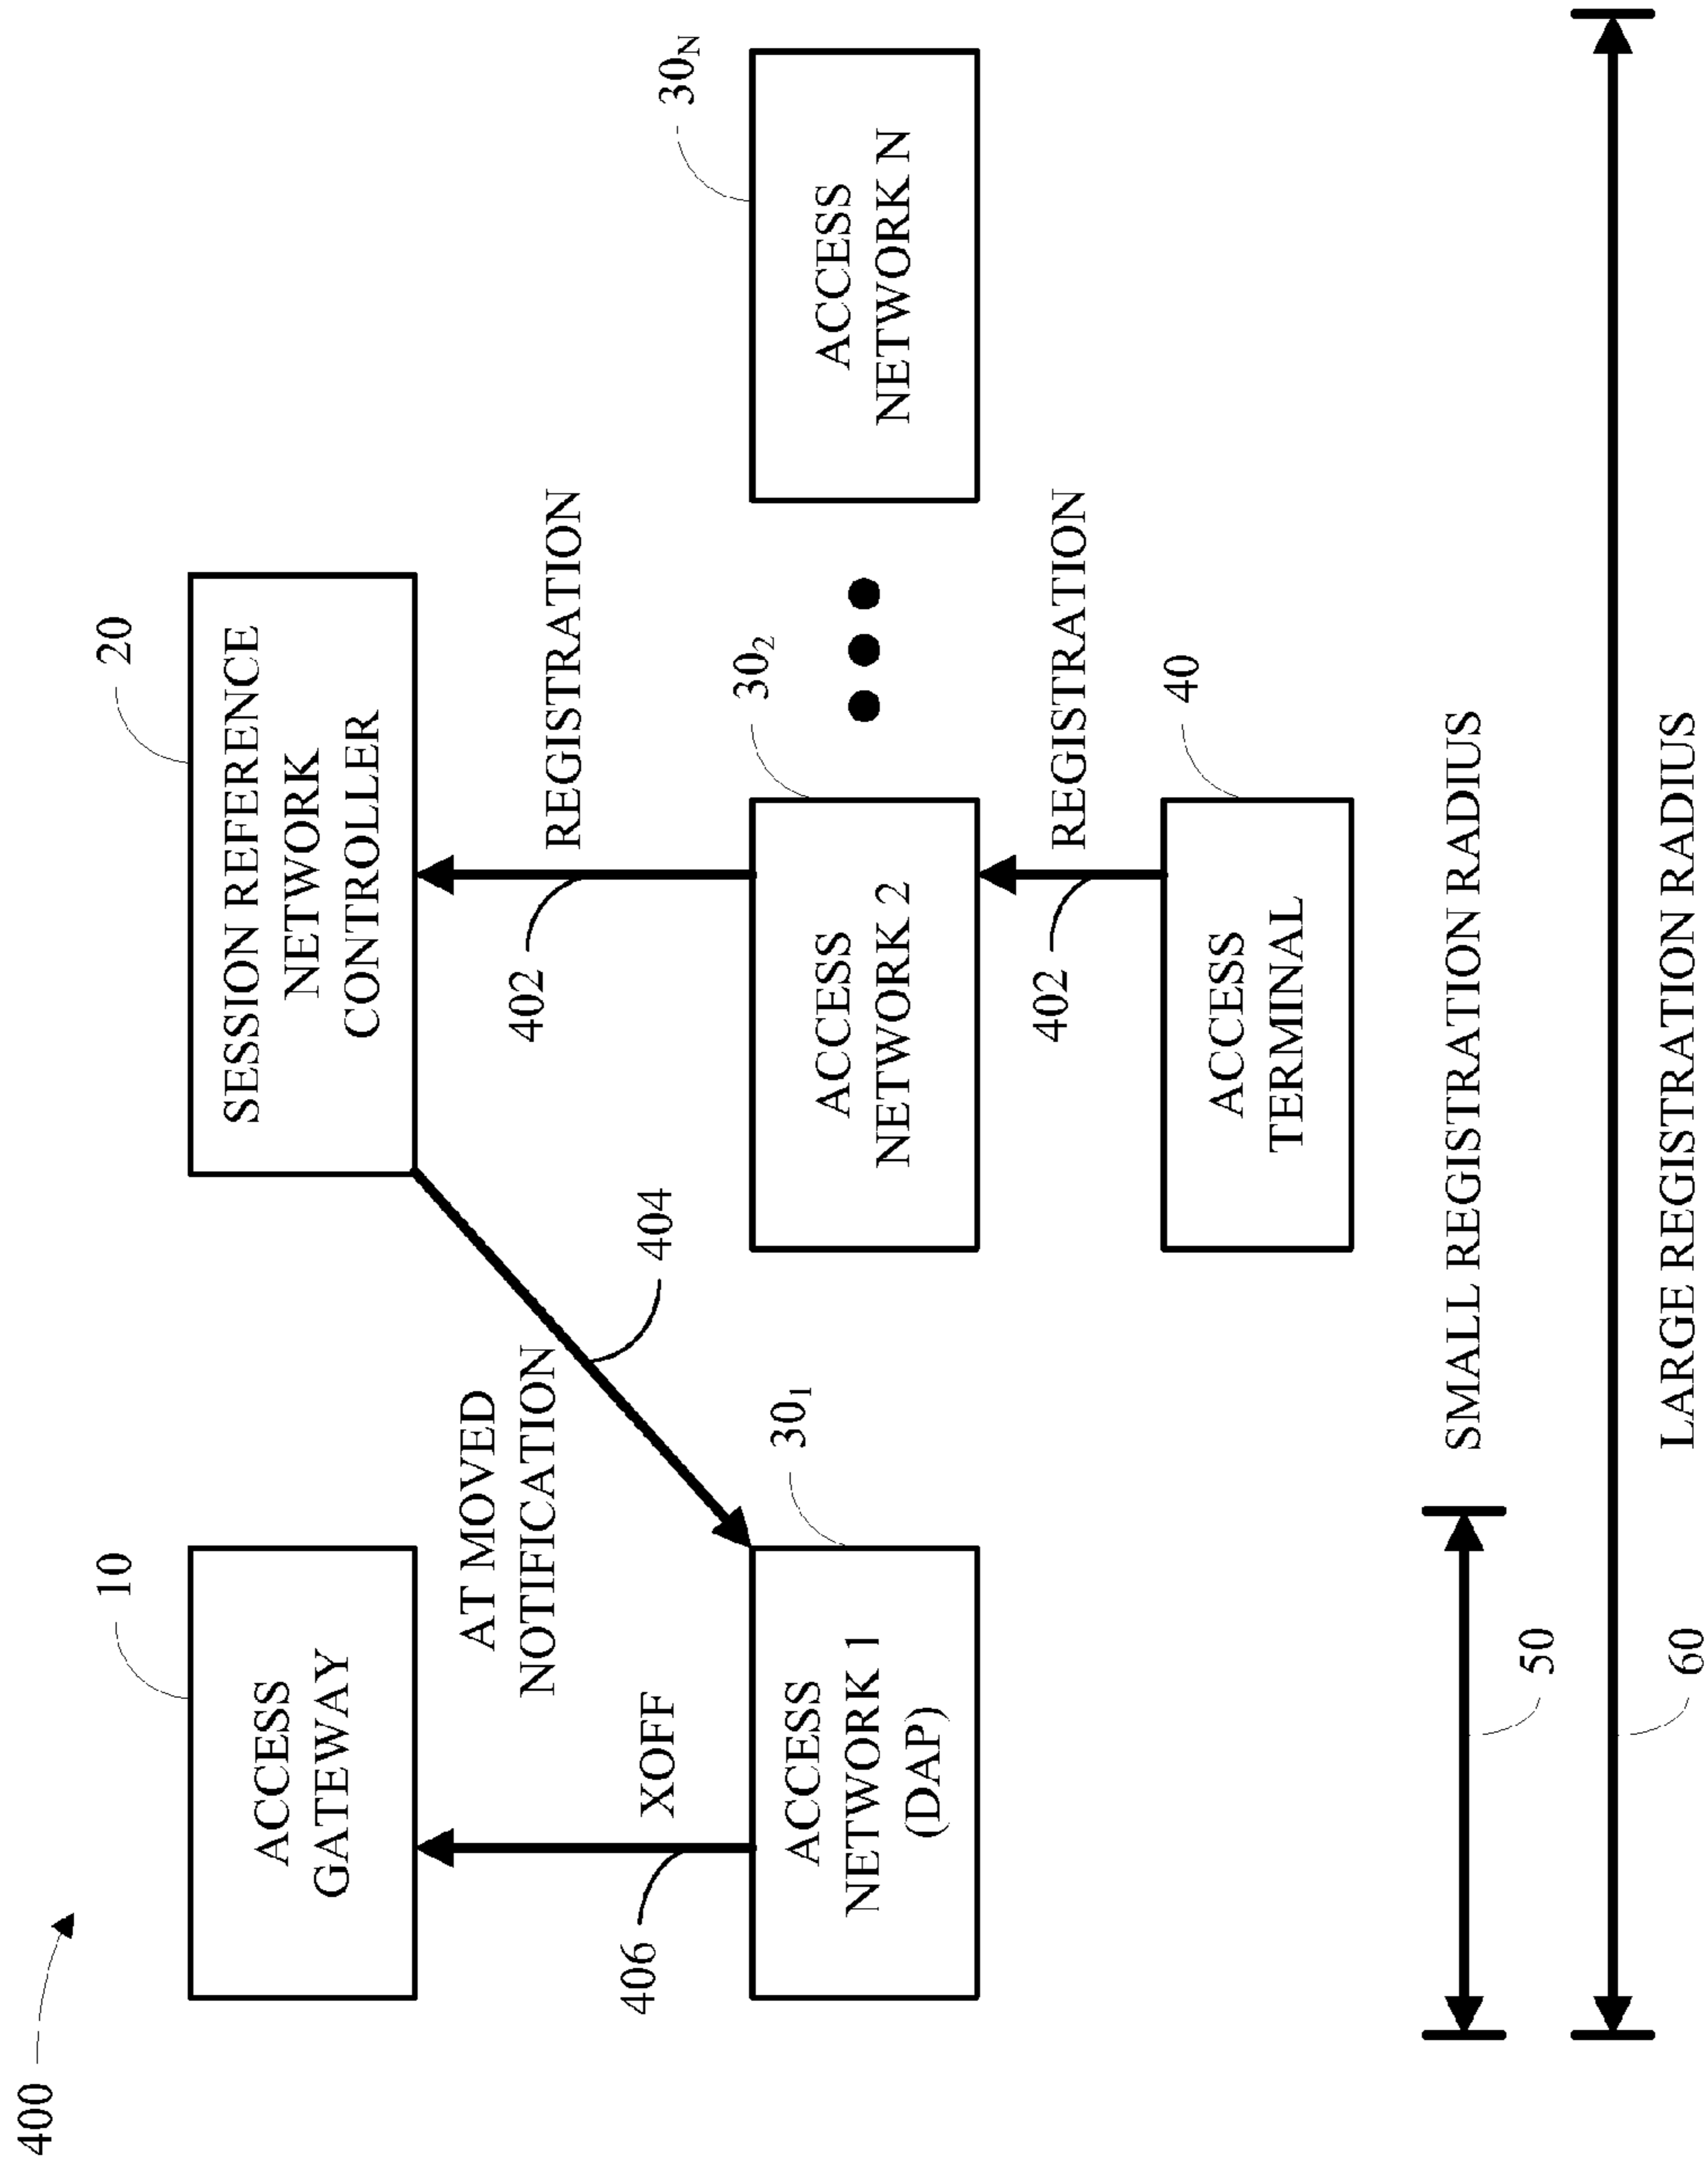 400
10
20
ACCESS
GATEWAY
SESSION REFERENCE
NETWORK
CONTROLLER
AT MOVED
NOTIFICATION
REGISTRATION
402
XOFF
406
404
30₁
30₂
30N
ACCESS
NETWORK 1
(DAP)
ACCESS
NETWORK 2
ACCESS
NETWORK N
REGISTRATION
402
40
ACCESS
TERMINAL
SMALL REGISTRATION RADIUS
50
LARGE REGISTRATION RADIUS
60